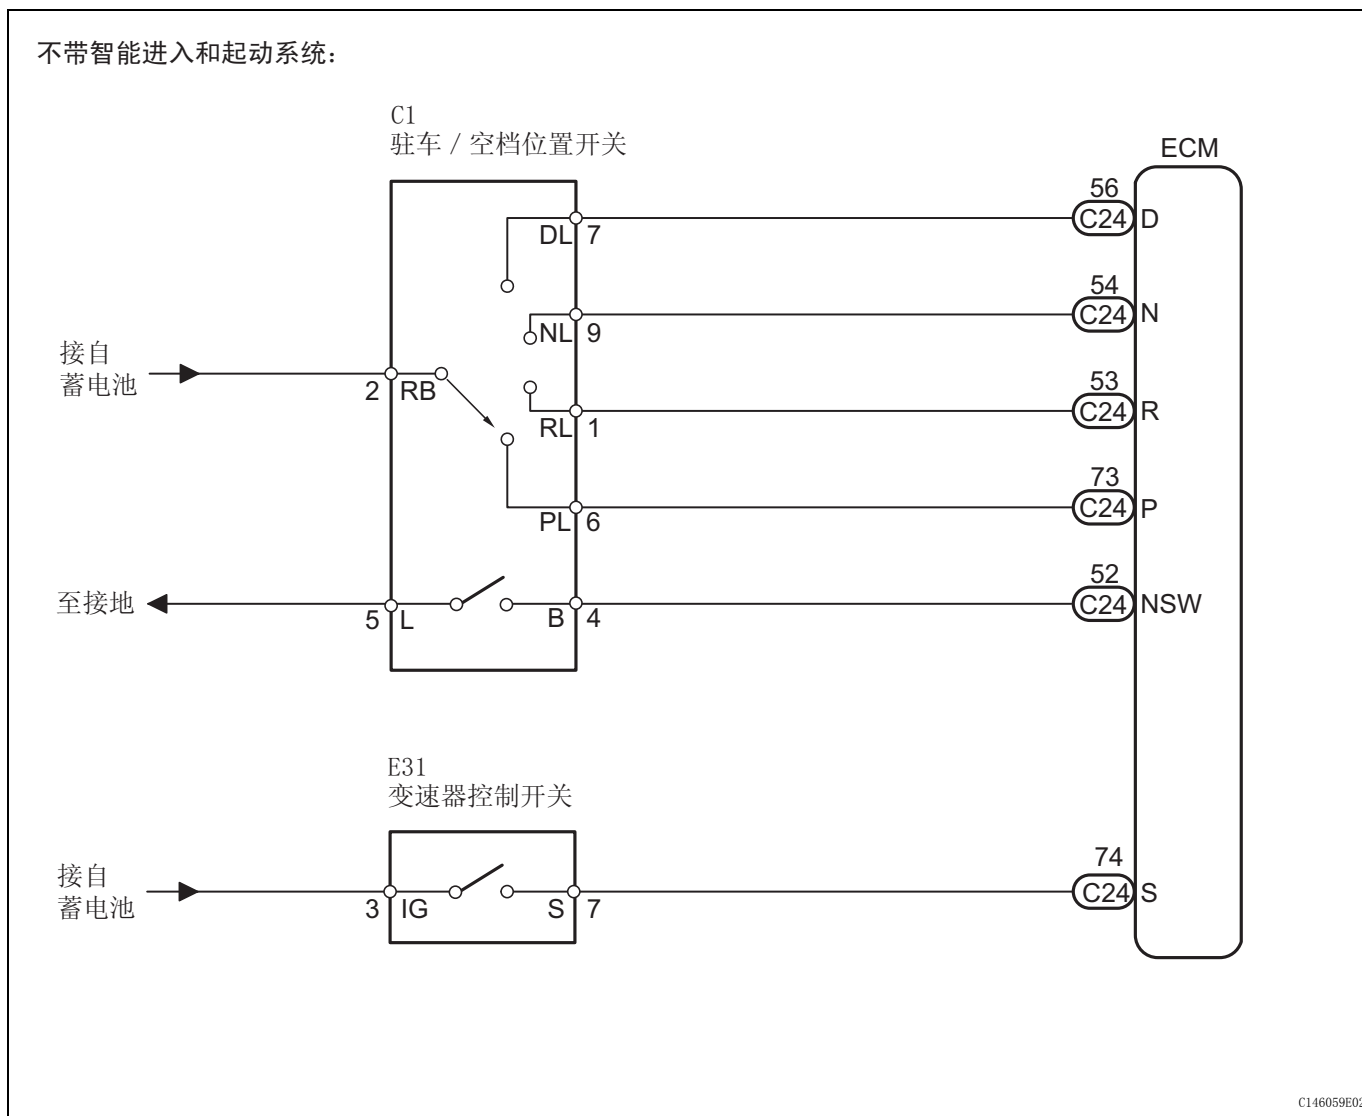 不带智能进入和起动系统：
C1
驻车 / 空档位置开关
ECM
56
DL 7
C24 D
54
NL 9
C24 N
接自
蓄电池
2 RB
53
RL 1
C24 R
73
PL 6
C24 P
52
至接地
5 L
B 4
C24 NSW
E31
变速器控制开关
接自
蓄电池
3 IG
S 7
74
C24 S
C146059E02